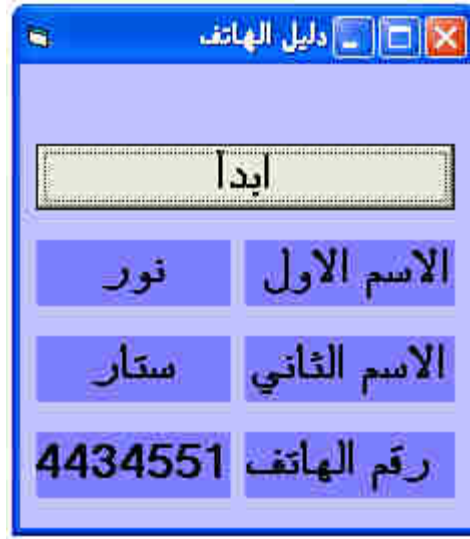 دليل الهاتف
ابدأ
الاسم الاول نور
الاسم الثاني ستار
رقم الهاتف 4434551